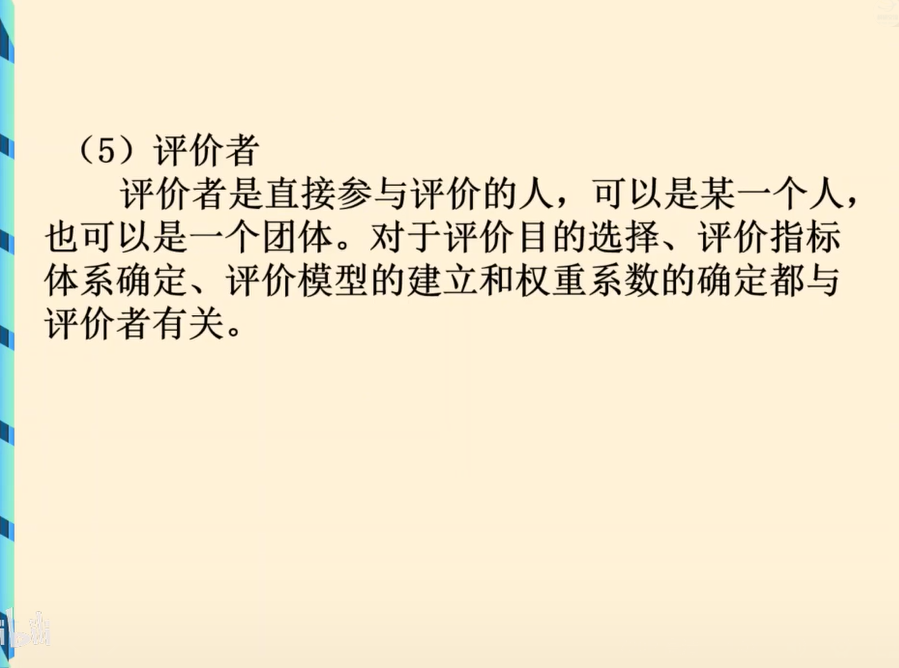 （5）评价者
评价者是直接参与评价的人，可以是某一个人，
也可以是一个团体。对于评价目的选择、评价指标
体系确定、评价模型的建立和权重系数的确定都与
评价者有关。